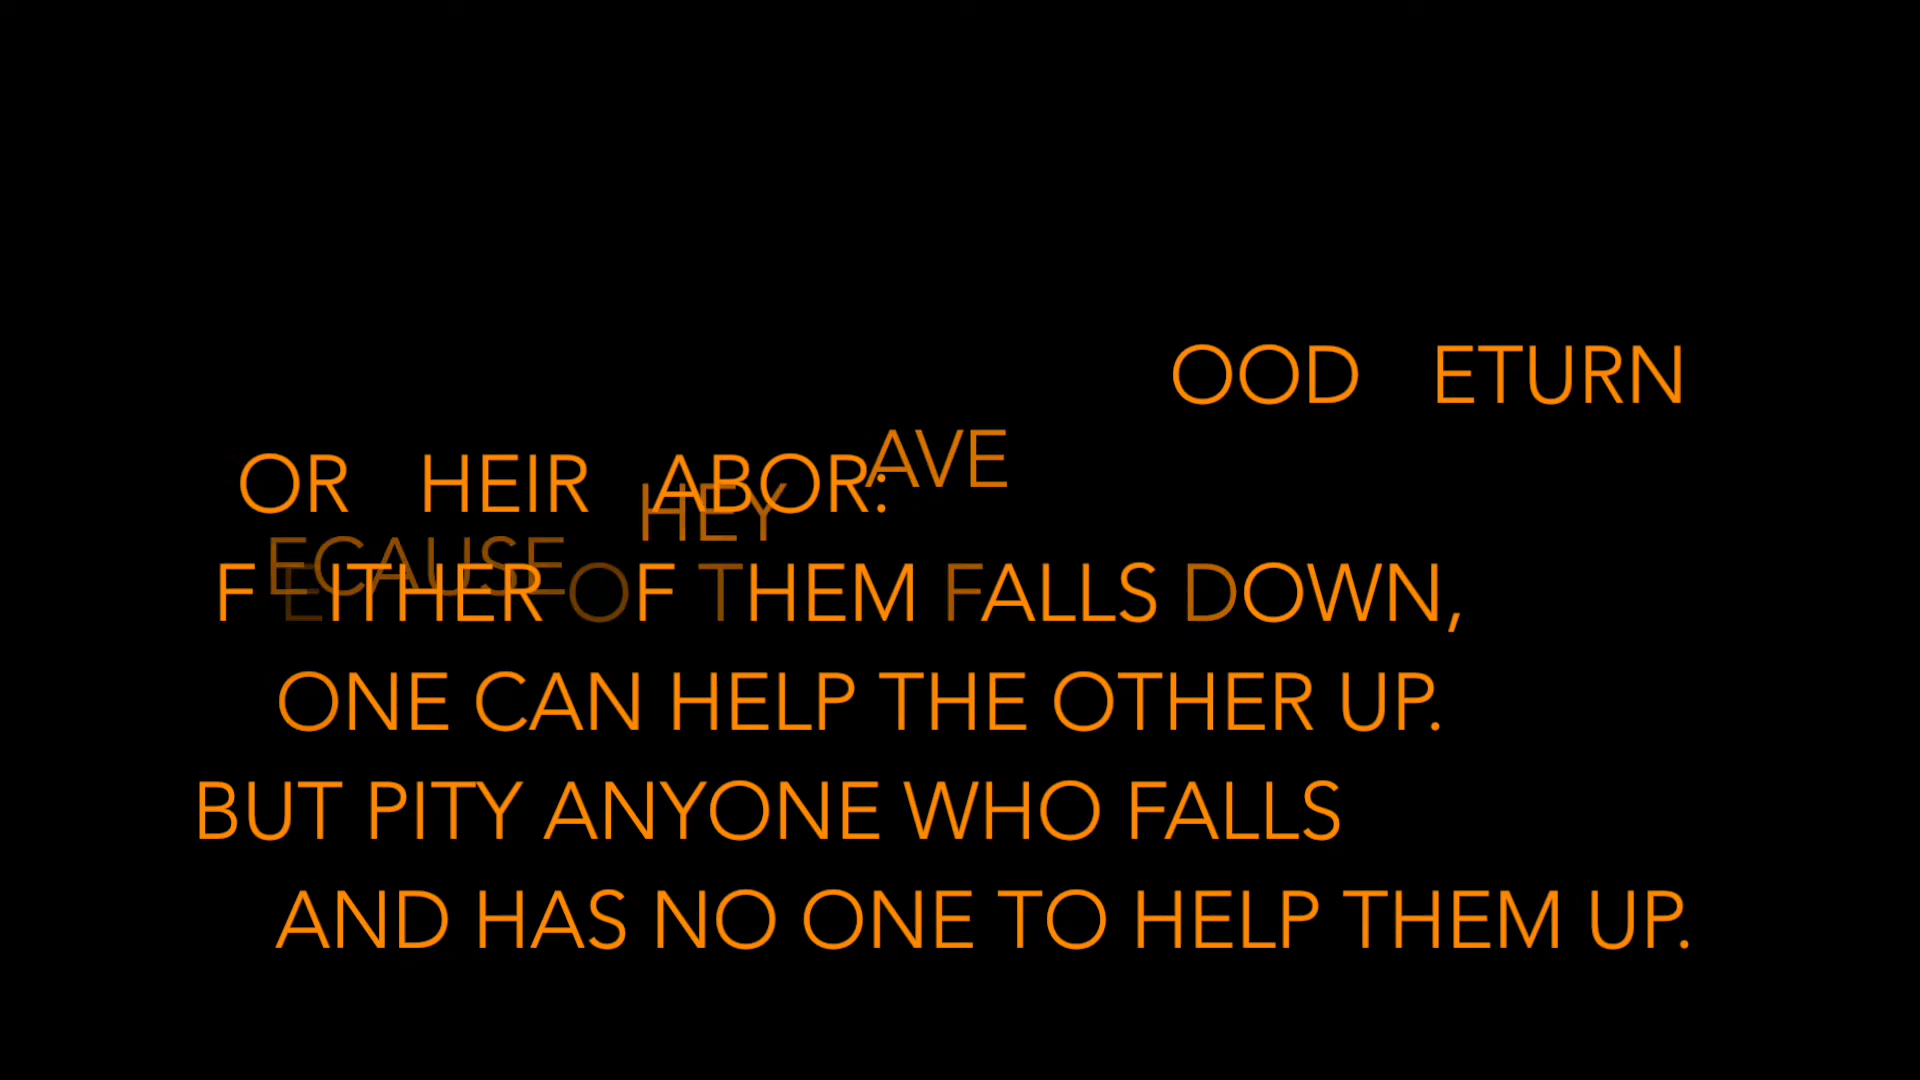 OOD ETURN
AVE
OR HEIR ABOR:
HEY
ECAUSE
F EITHER OF THEM FALLS DOWN,
ONE CAN HELP THE OTHER UP.
BUT PITY ANYONE WHO FALLS
AND HAS NO ONE TO HELP THEM UP.